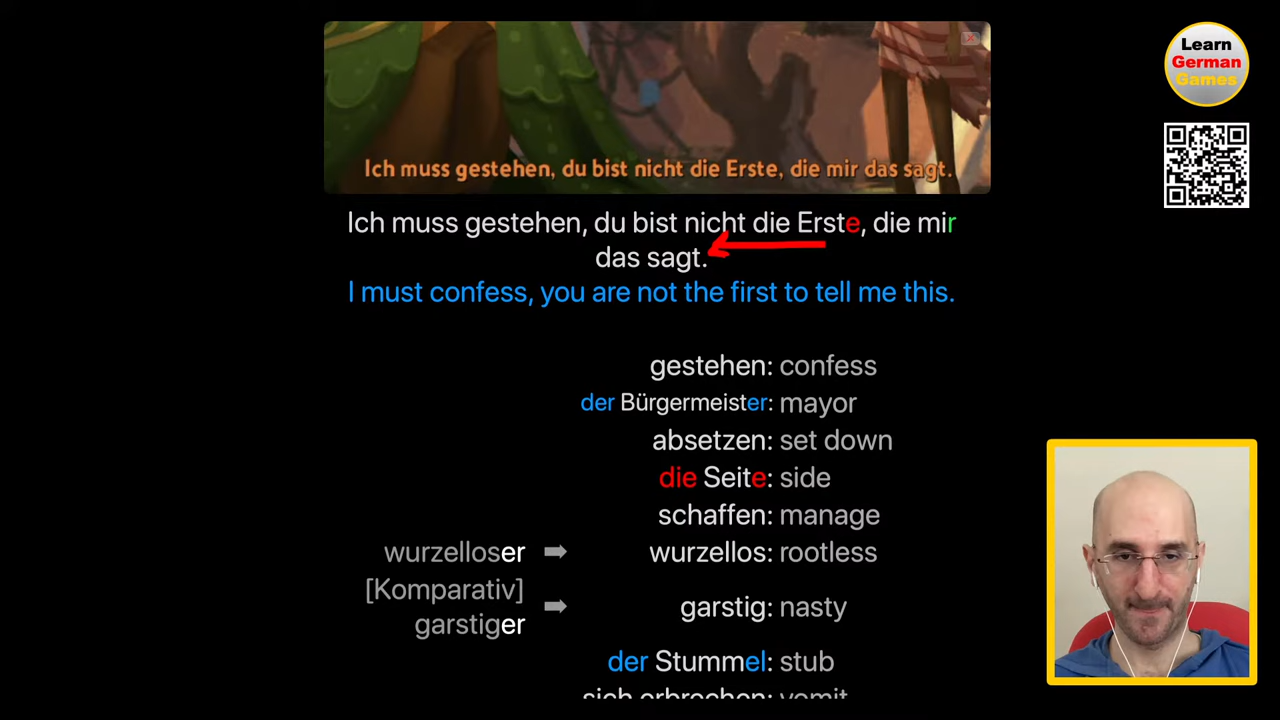 Learn
German
Games
Ich muss gestehen, du bist nicht die Erste, die mir das sagt.
Ich muss gestehen, du bist nicht die Erste, die mir
das sagt.
I must confess, you are not the first to tell me this.
gestehen: confess
der Bürgermeister: mayor
absetzen: set down
die Seite: side
schaffen: manage
wurzelloser ➡ wurzellos: rootless
[Komparativ]
garstiger ➡ garstig: nasty
der Stummel: stub
sich erbrechen: vomit